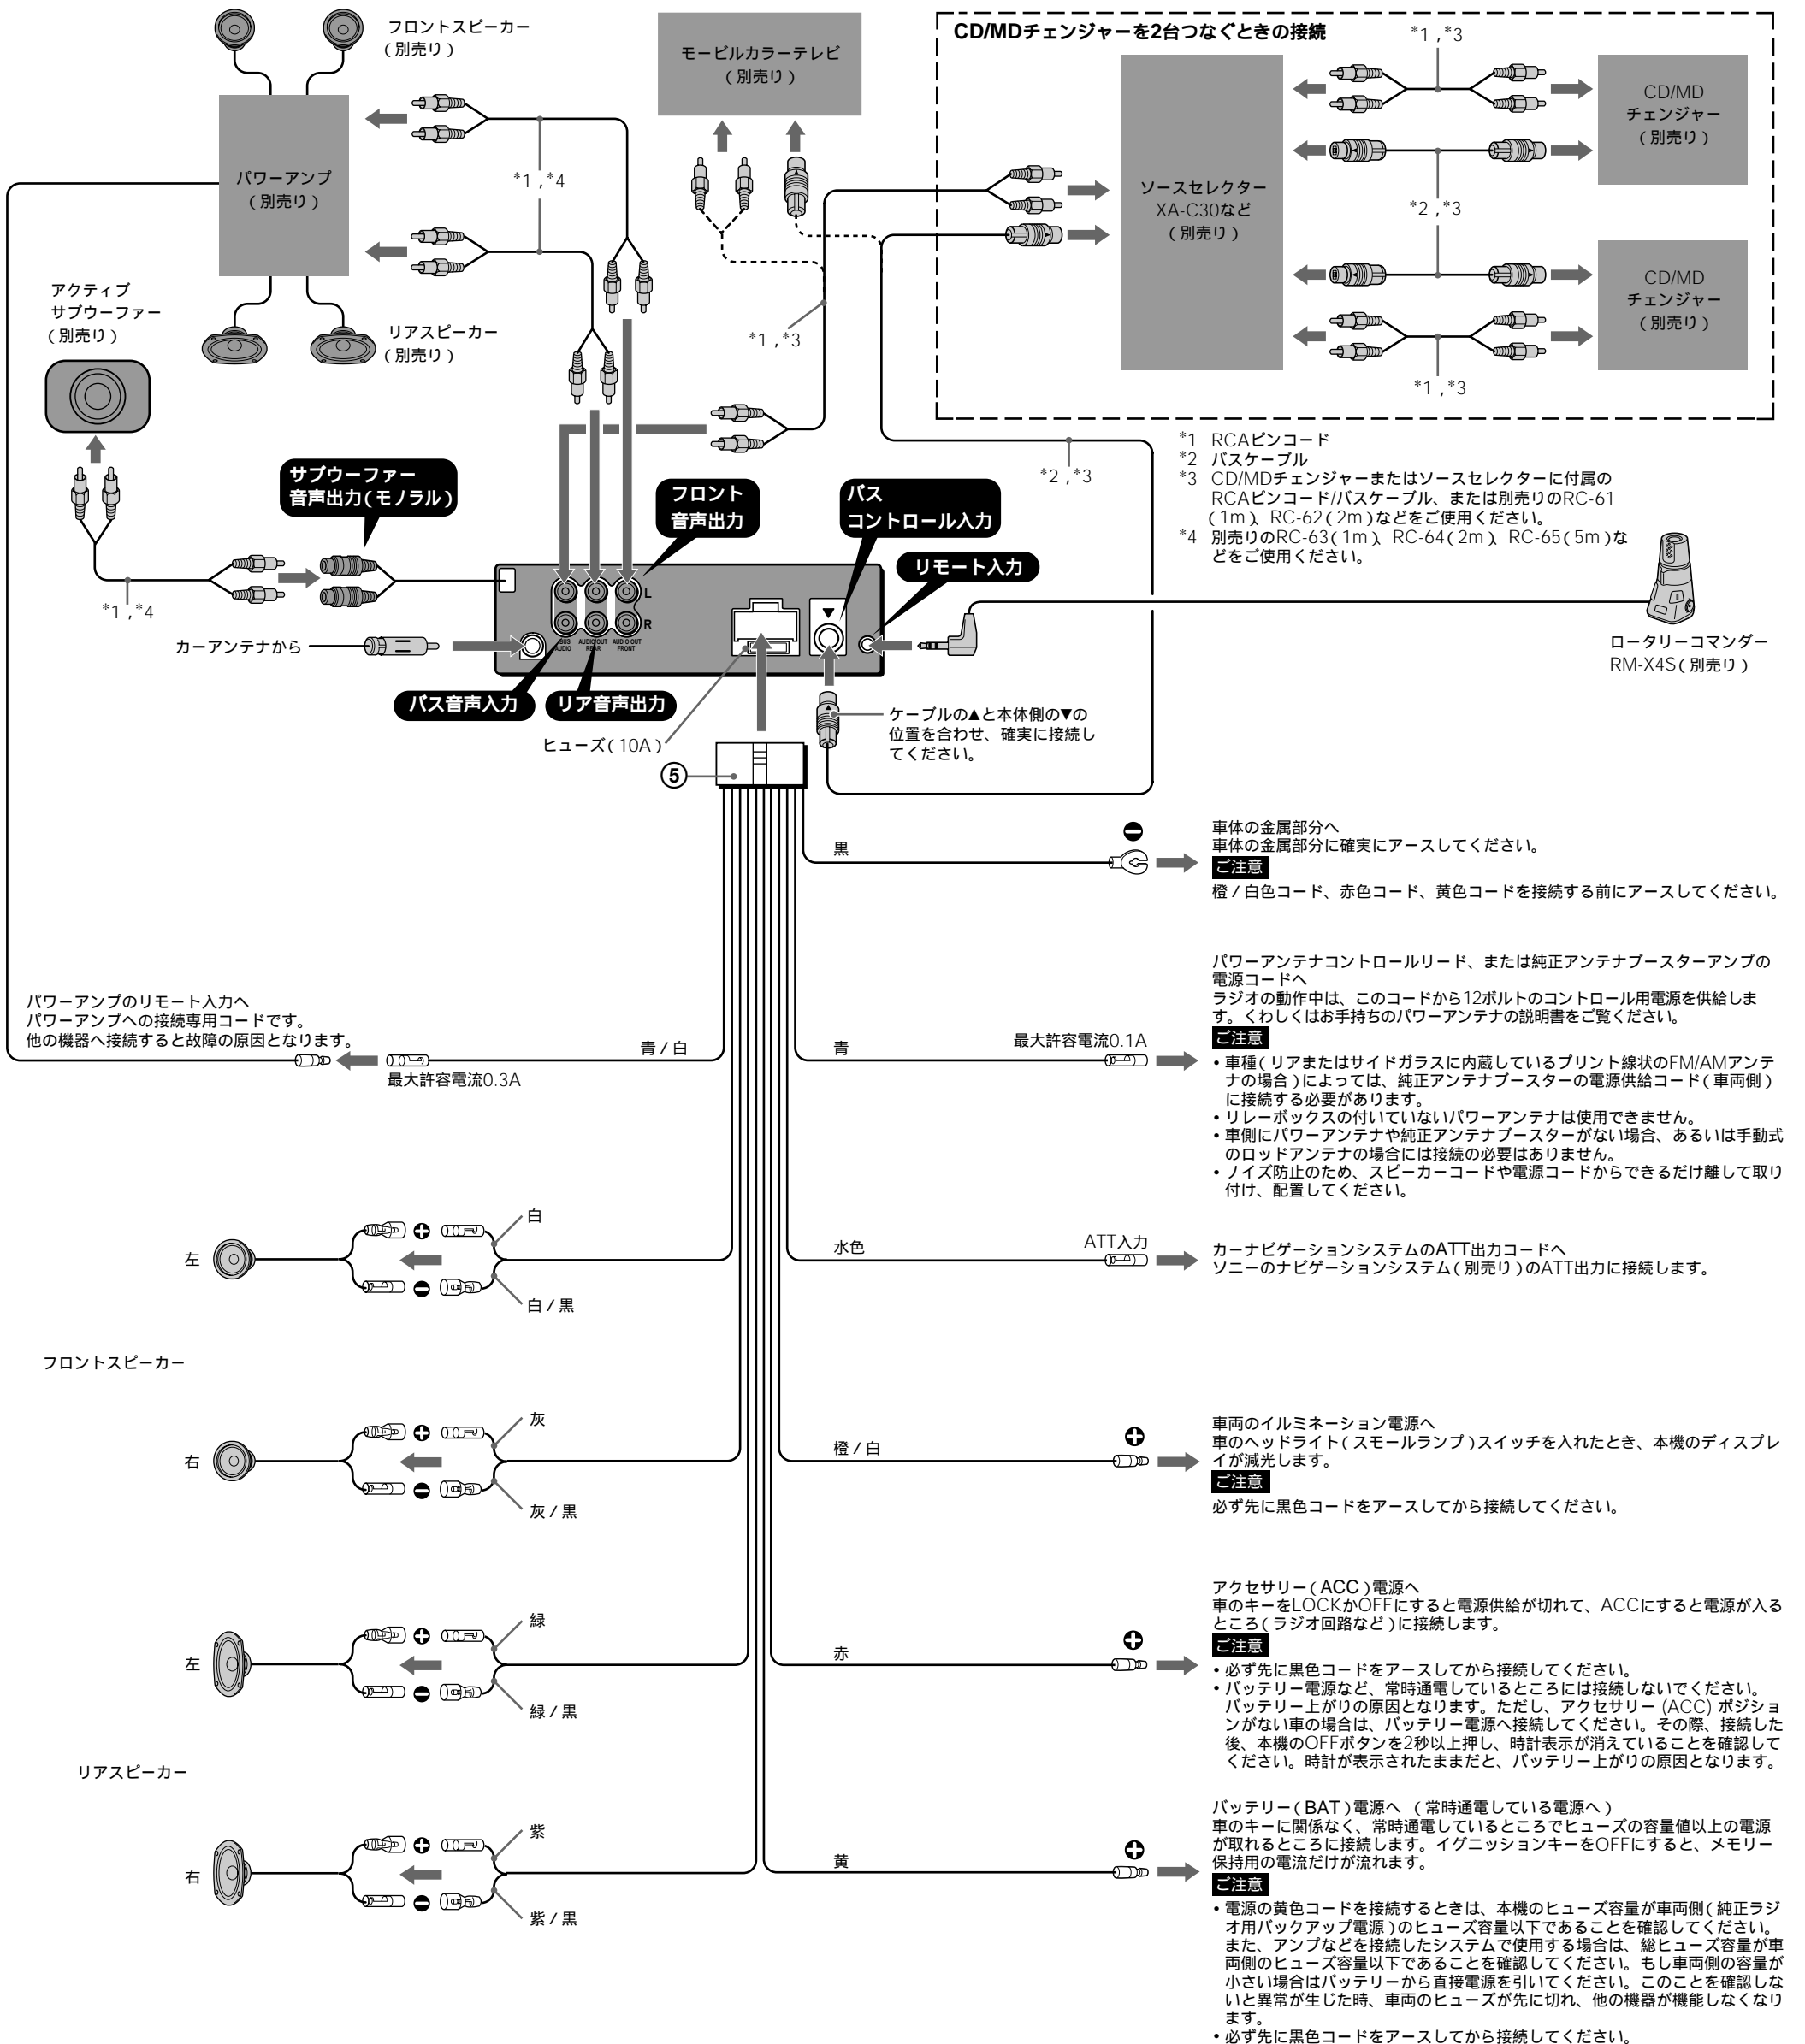 フロントスピーカー
(別売り)
モービルカラーテレビ
(別売り)
CD/MDチェンジャーを2台つなぐときの接続
*1 ,*3
CD/MD
チェンジャー
(別売り)
パワーアンプ
(別売り)
*1 ,*4
ソースセレクター
XA-C30など
(別売り)
*2 ,*3
アクティブ
サブウーファー
(別売り)
リアスピーカー
(別売り)
*1 ,*3
CD/MD
チェンジャー
(別売り)
*1 ,*3
*1 RCAピンコード
*2 バスケーブル
*3 CD/MDチェンジャーまたはソースセレクターに付属の
RCAピンコード/バスケーブル、または別売りのRC-61
(1m)、RC-62(2m)などをご使用ください。
*4 別売りのRC-63(1m)、RC-64(2m)、RC-65(5m)な
どをご使用ください。
*2 ,*3
サブウーファー
音声出力(モノラル)
フロント
音声出力
バス
コントロール入力
リモート入力
*1 ,*4
L
R
BUS
AUDIO
AUDIO OUT
REAR
AUDIO OUT
FRONT
カーアンテナから
ロータリーコマンダー
RM-X4S(別売り)
バス音声入力
リア音声出力
ヒューズ(10A)
ケーブルの▲と本体側の▼の
位置を合わせ、確実に接続し
てください。
⑤
黒
車体の金属部分へ
車体の金属部分に確実にアースしてください。
ご注意
橙/白色コード、赤色コード、黄色コードを接続する前にアースしてください。
パワーアンプのリモート入力へ
パワーアンプへの接続専用コードです。
他の機器へ接続すると故障の原因となります。
最大許容電流0.3A
青/白
青
最大許容電流0.1A
パワーアンテナコントロールリード、または純正アンテナブースターアンプの
電源コードへ
ラジオの動作中は、このコードから12ボルトのコントロール用電源を供給しま
す。くわしくはお手持ちのパワーアンテナの説明書をご覧ください。
ご注意
• 車種(リアまたはサイドガラスに内蔵しているプリント線状のFM/AMアンテ
ナの場合)によっては、純正アンテナブースターの電源供給コード(車両側)
に接続する必要があります。
• リレーボックスの付いていないパワーアンテナは使用できません。
• 車側にパワーアンテナや純正アンテナブースターがない場合、あるいは手動式
のロッドアンテナの場合には接続の必要はありません。
• ノイズ防止のため、スピーカーコードや電源コードからできるだけ離して取り
付け、配置してください。
白
左
白/黒
水色
ATT入力
カーナビゲーションシステムのATT出力コードへ
ソニーのナビゲーションシステム(別売り)のATT出力に接続します。
フロントスピーカー
灰
右
灰/黒
橙/白
車両のイルミネーション電源へ
車のヘッドライト(スモールランプ)スイッチを入れたとき、本機のディスプレ
イが減光します。
ご注意
必ず先に黒色コードをアースしてから接続してください。
緑
左
緑/黒
赤
アクセサリー(ACC)電源へ
車のキーをLOCKかOFFにすると電源供給が切れて、ACCにすると電源が入る
ところ(ラジオ回路など)に接続します。
ご注意
• 必ず先に黒色コードをアースしてから接続してください。
• バッテリー電源など、常時通電しているところには接続しないでください。
バッテリー上がりの原因となります。ただし、アクセサリー (ACC) ポジショ
ンがない車の場合は、バッテリー電源へ接続してください。その際、接続した
後、本機のOFFボタンを2秒以上押し、時計表示が消えていることを確認して
ください。時計が表示されたままだと、バッテリー上がりの原因となります。
リアスピーカー
紫
右
紫/黒
黄
バッテリー(BAT)電源へ (常時通電している電源へ)
車のキーに関係なく、常時通電しているところでヒューズの容量値以上の電源
が取れるところに接続します。イグニッションキーをOFFにすると、メモリー
保持用の電流だけが流れます。
ご注意
• 電源の黄色コードを接続するときは、本機のヒューズ容量が車両側(純正ラジ
オ用バックアップ電源)のヒューズ容量以下であることを確認してください。
また、アンプなどを接続したシステムで使用する場合は、総ヒューズ容量が車
両側のヒューズ容量以下であることを確認してください。もし車両側の容量が
小さい場合はバッテリーから直接電源を引いてください。このことを確認しな
いと異常が生じた時、車両のヒューズが先に切れ、他の機器が機能しなくなり
ます。
• 必ず先に黒色コードをアースしてから接続してください。